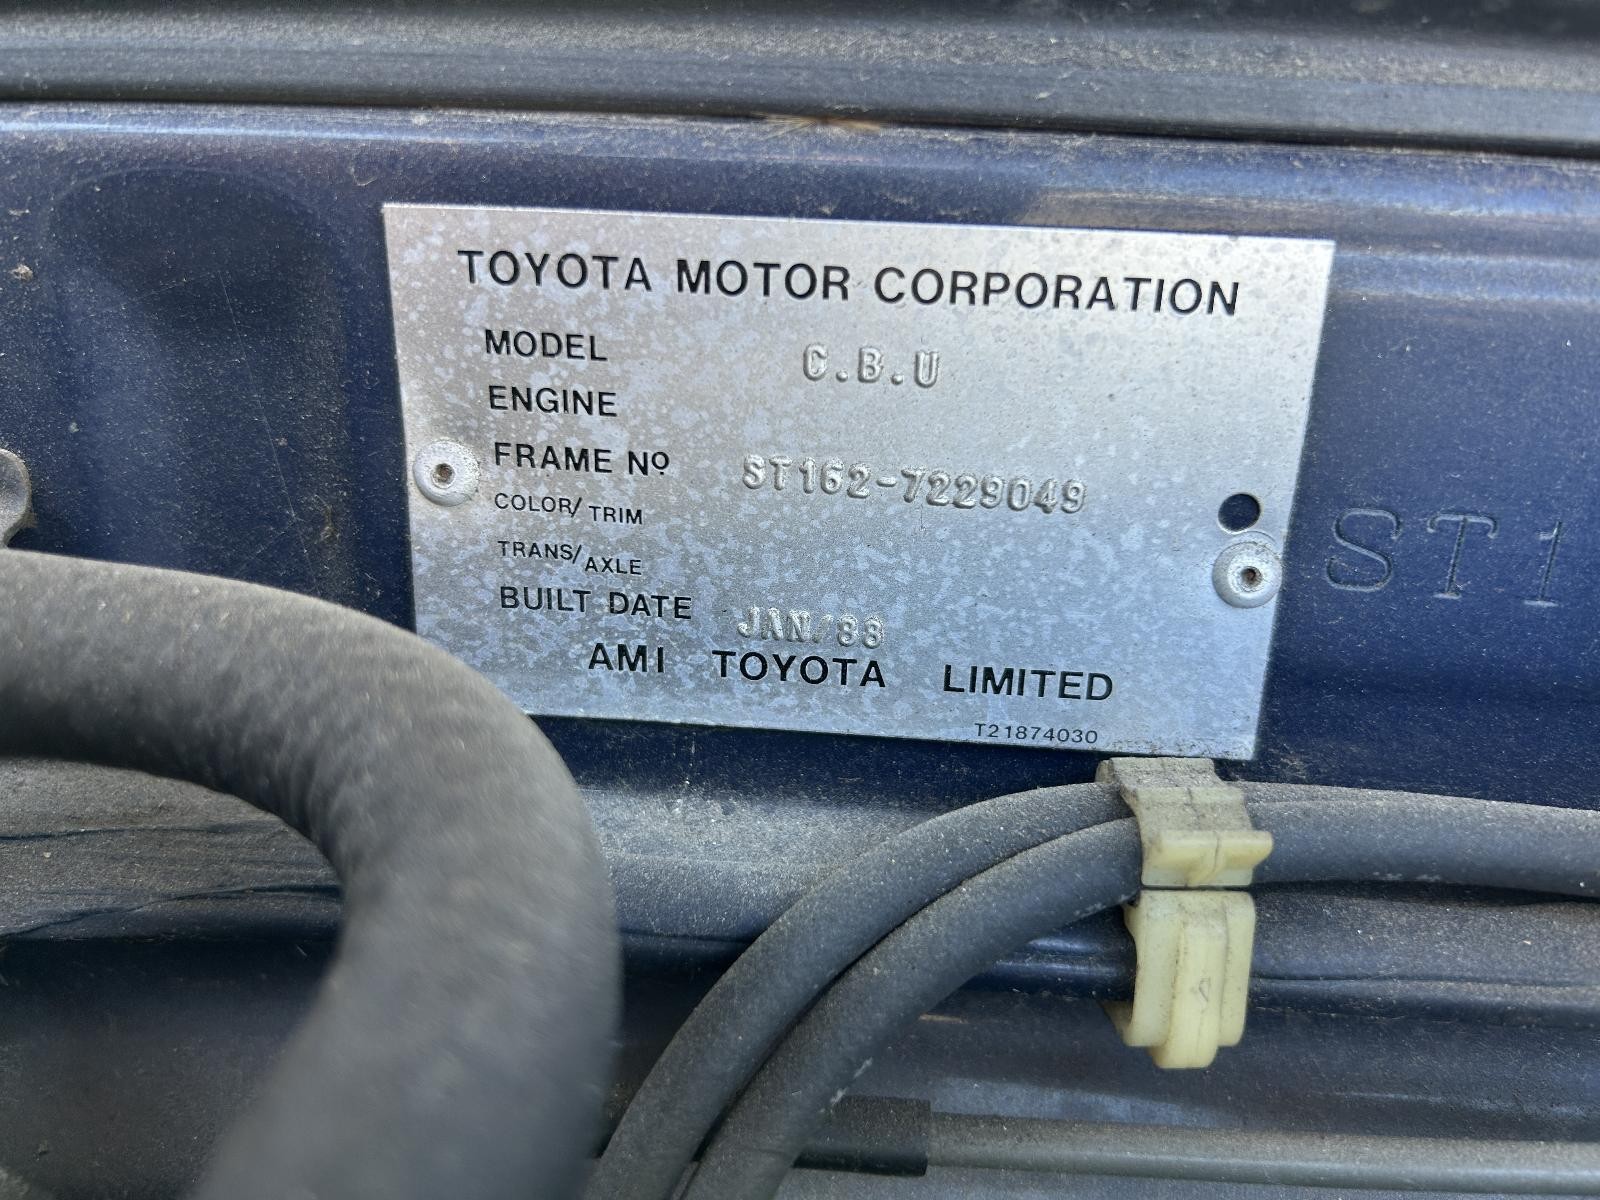 TOYOTA MOTOR CORPORATION
MODEL C.B.U
ENGINE
FRAME Nº ST162-7229049
COLOR/TRIM
TRANS/AXLE
BUILT DATE JAN/88
AMI TOYOTA LIMITED
T21874030
ST1